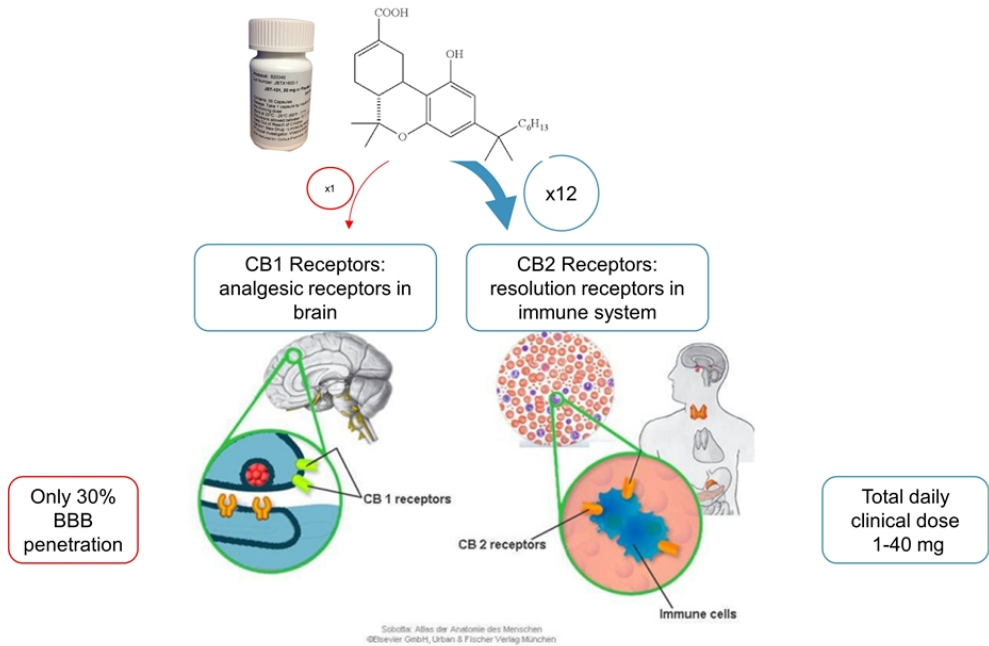 COOH
OH
C6H13
O
x1
x12
CB1 Receptors:
analgesic receptors in
brain
CB2 Receptors:
resolution receptors in
immune system
Only 30%
BBB
penetration
CB 1 receptors
CB 2 receptors
Immune cells
Total daily
clinical dose
1-40 mg
Sobotta: Atlas der Anatomie des Menschen
©Elsevier GmbH, Urban & Fischer Verlag München